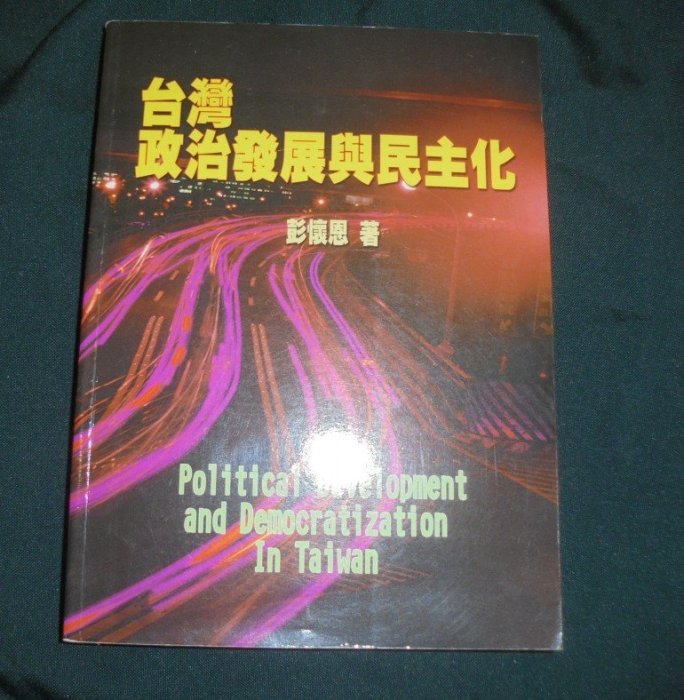 台灣
政治發展與民主化
彭懷恩 著
Political Development
and Democratization
In Taiwan